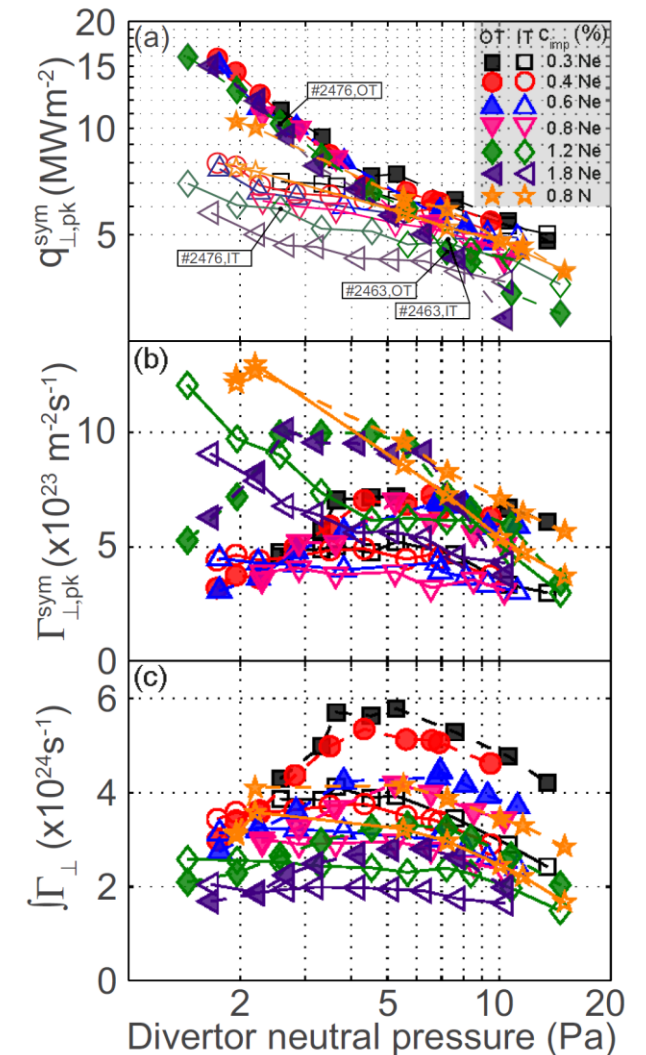 20
(a)
OT IT c_imp (%)
0.3 Ne
15
#2476,OT
0.4 Ne
0.6 Ne
10
0.8 Ne
1.2 Ne
1.8 Ne
0.8 N
q⊥,pk^sym (MWm-2)
5
#2476,IT
#2463,OT
#2463,IT
(b)
10
Γ⊥,pk^sym (x10^23 m-2s-1)
5
0
(c)
6
∫Γ⊥ (x10^24s-1)
4
2
0
2 5 10 20
Divertor neutral pressure (Pa)